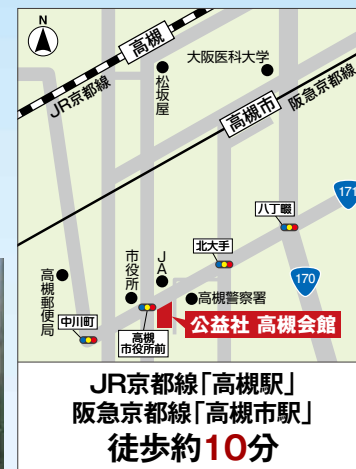 N
高槻
JR京都線
松坂屋
大阪医科大学
高槻市
阪急京都線
171
八丁畷
北大手
170
JA
市役所
高槻郵便局
高槻警察署
中川町
高槻
市役所前
公益社 高槻会館
JR京都線「高槻駅」
阪急京都線「高槻市駅」
徒歩約10分